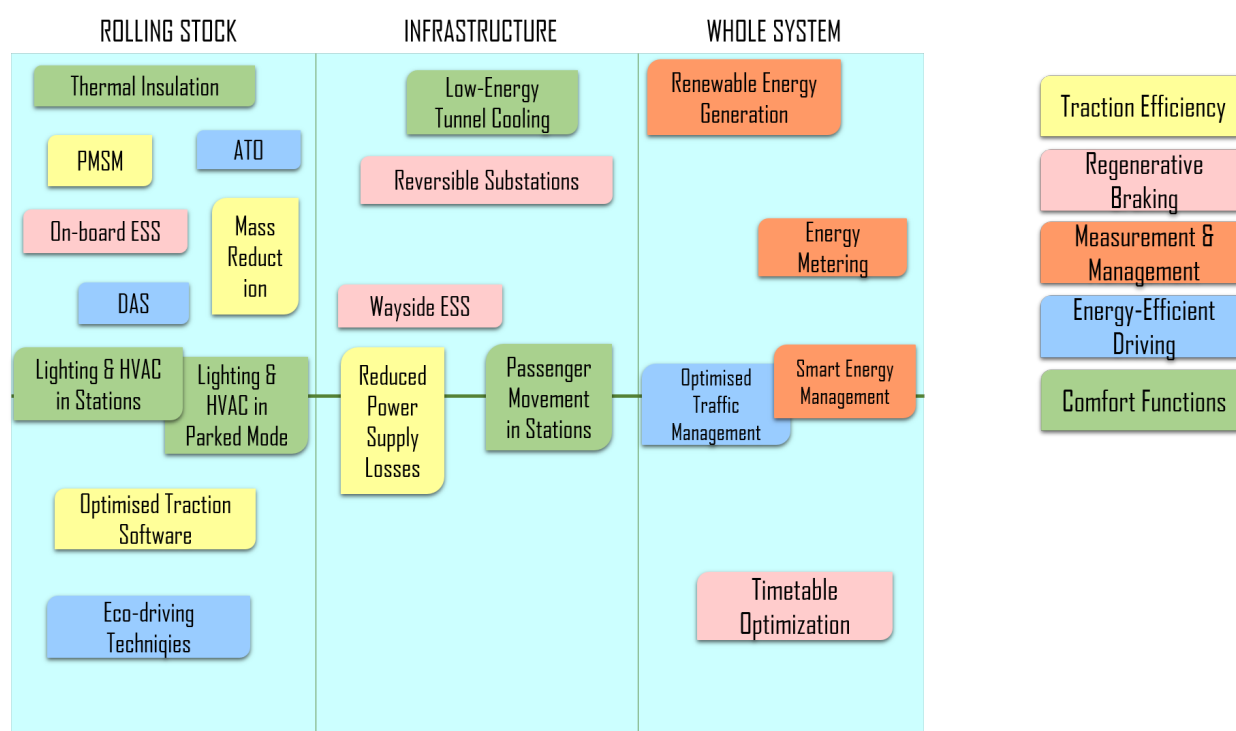 ROLLING STOCK
INFRASTRUCTURE
WHOLE SYSTEM
Thermal Insulation
PMSM
ATO
On-board ESS
Mass
Reduct
ion
DAS
Lighting & HVAC
in Stations
Lighting &
HVAC in
Parked Mode
Optimised Traction
Software
Eco-driving
Techniqies
Low-Energy
Tunnel Cooling
Reversible Substations
Wayside ESS
Reduced
Power
Supply
Losses
Passenger
Movement
in Stations
Renewable Energy
Generation
Energy
Metering
Optimised
Traffic
Management
Smart Energy
Management
Timetable
Optimization
Traction Efficiency
Regenerative
Braking
Measurement &
Management
Energy-Efficient
Driving
Comfort Functions